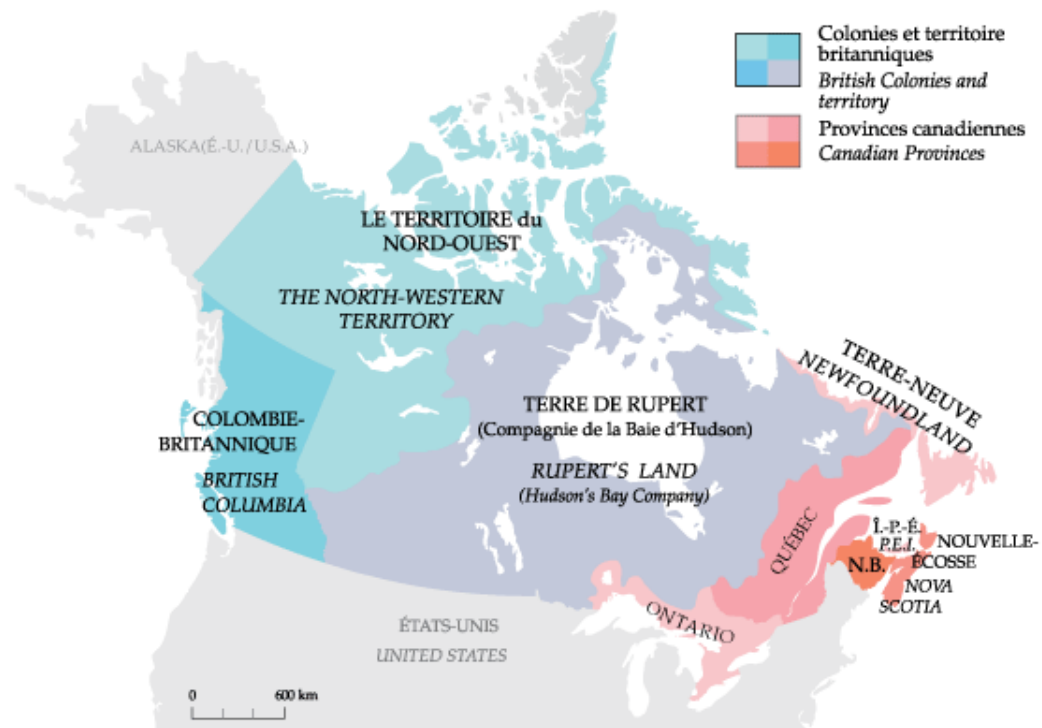 Colonies et territoire
britanniques
British Colonies and
territory
Provinces canadiennes
Canadian Provinces
ALASKA(É.-U./U.S.A.)
LE TERRITOIRE du
NORD-OUEST
THE NORTH-WESTERN
TERRITORY
TERRE-NEUVE
NEWFOUNDLAND
COLOMBIE-
BRITANNIQUE
BRITISH
COLUMBIA
TERRE DE RUPERT
(Compagnie de la Baie d'Hudson)
RUPERT'S LAND
(Hudson's Bay Company)
QUÉBEC
Î.-P.-É.
P.E.I.
NOUVELLE-
ÉCOSSE
N.B.
NOVA
SCOTIA
ONTARIO
ÉTATS-UNIS
UNITED STATES
0 600 km